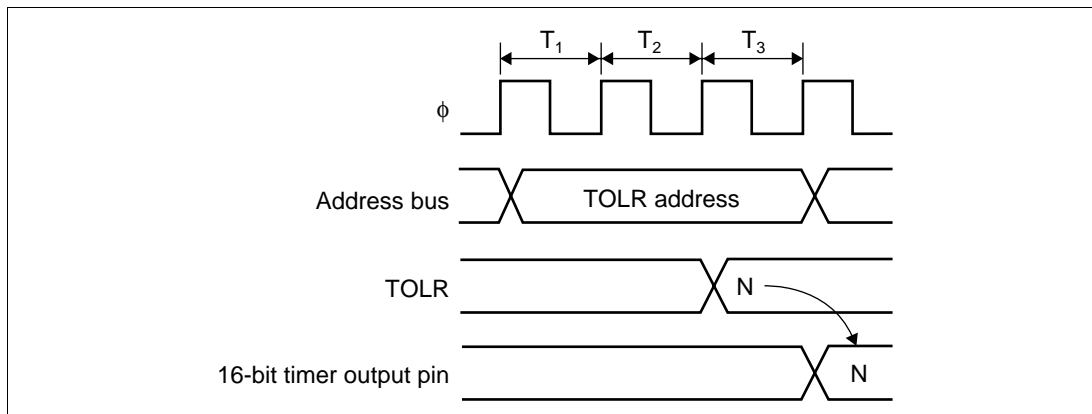 T₁ T₂ T₃
φ
Address bus TOLR address
TOLR N
16-bit timer output pin N